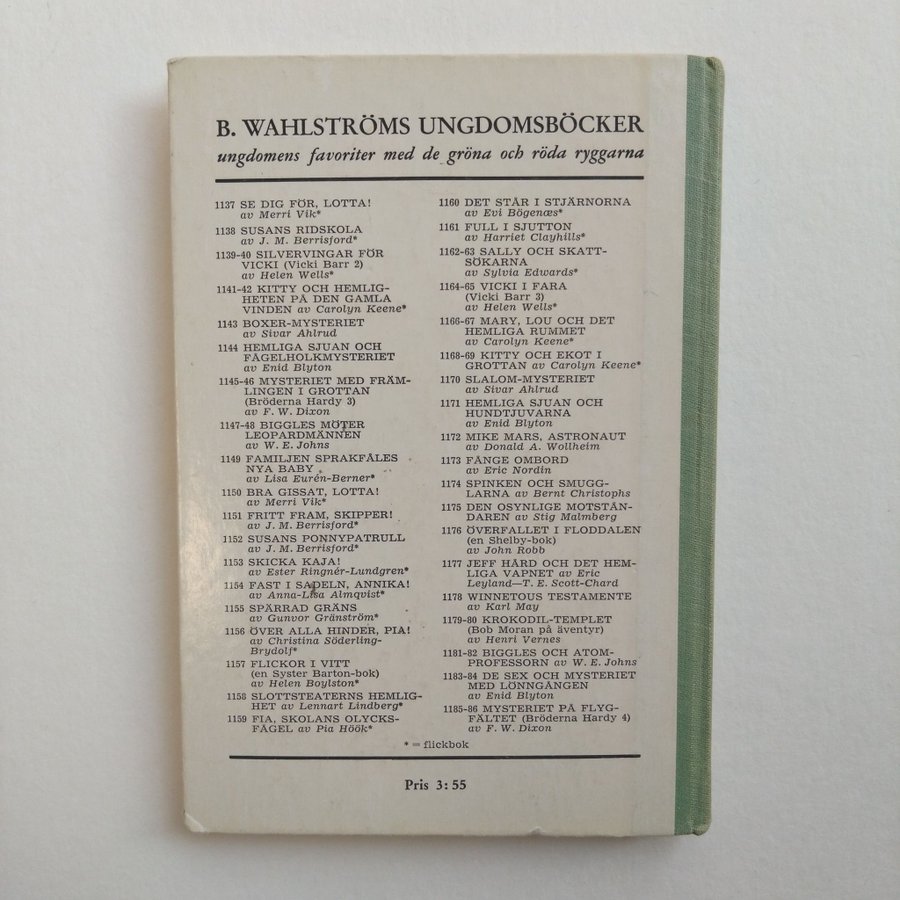 B. WAHLSTRÖMS UNGDOMSBÖCKER
ungdomens favoriter med de gröna och röda ryggarna
1137 SE DIG FÖR, LOTTA!
av Merri Vik*
1138 SUSANS RIDSKOLA
av J. M. Berrisford*
1139-40 SILVERVINGAR FÖR
VICKI (Vicki Barr 2)
av Helen Wells*
1141-42 KITTY OCH HEMLIG-
HETEN PÅ DEN GAMLA
VINDEN av Carolyn Keene*
1143 BOXER-MYSTERIET
av Sivar Ahlrud
1144 HEMLIGA SJUAN OCH
FÅGELHOLKMYSTERIET
av Enid Blyton
1145-46 MYSTERIET MED FRÄM-
LINGEN I GROTTAN
(Bröderna Hardy 3)
av F. W. Dixon
1147-48 BIGGLES MÖTER
LEOPARDMÄNNEN
av W. E. Johns
1149 FAMILJEN SPRAKFÅLES
NYA BABY
av Lisa Eurén-Berner*
1150 BRA GISSAT, LOTTA!
av Merri Vik*
1151 FRITT FRAM, SKIPPER!
av J. M. Berrisford*
1152 SUSANS PONNYPATRULL
av J. M. Berrisford*
1153 SKICKA KAJA!
av Ester Ringnér-Lundgren*
1154 FAST I SADELN, ANNIKA!
av Anna-Lisa Almqvist*
1155 SPÄRRAD GRÄNS
av Gunvor Gränström*
1156 ÖVER ALLA HINDER, PIA!
av Christina Söderling-
Brydolf*
1157 FLICKOR I VITT
(en Syster Barton-bok)
av Helen Boylston*
1158 SLOTTSTEATERNS HEMLIG-
HET av Lennart Lindberg*
1159 FIA, SKOLANS OLYCKS-
FÅGEL av Pia Höök*
1160 DET STÅR I STJÄRNORNA
av Evi Bögenæs*
1161 FULL I SJUTTON
av Harriet Clayhills*
1162-63 SALLY OCH SKATT-
SÖKARNA
av Sylvia Edwards*
1164-65 VICKI I FARA
(Vicki Barr 3)
av Helen Wells*
1166-67 MARY, LOU OCH DET
HEMLIGA RUMMET
av Carolyn Keene*
1168-69 KITTY OCH EKOT I
GROTTAN av Carolyn Keene*
1170 SLALOM-MYSTERIET
av Sivar Ahlrud
1171 HEMLIGA SJUAN OCH
HUNDTJUVARNA
av Enid Blyton
1172 MIKE MARS, ASTRONAUT
av Donald A. Wollheim
1173 FÅNGE OMBORD
av Eric Nordin
1174 SPINKEN OCH SMUGG-
LARNA av Bernt Christophs
1175 DEN OSYNLIGE MOTSTÅN-
DAREN av Stig Malmberg
1176 ÖVERFALLET I FLODDALEN
(en Shelby-bok)
av John Robb
1177 JEFF HÅRD OCH DET HEM-
LIGA VAPNET av Eric
Leyland—T. E. Scott-Chard
1178 WINNETOUS TESTAMENTE
av Karl May
1179-80 KROKODIL-TEMPLET
(Bob Moran på äventyr)
av Henri Vernes
1181-82 BIGGLES OCH ATOM-
PROFESSORN av W. E. Johns
1183-84 DE SEX OCH MYSTERIET
MED LÖNNGÅNGEN
av Enid Blyton
1185-86 MYSTERIET PÅ FLYG-
FÄLTET (Bröderna Hardy 4)
av F. W. Dixon
* = flickbok
Pris 3:55